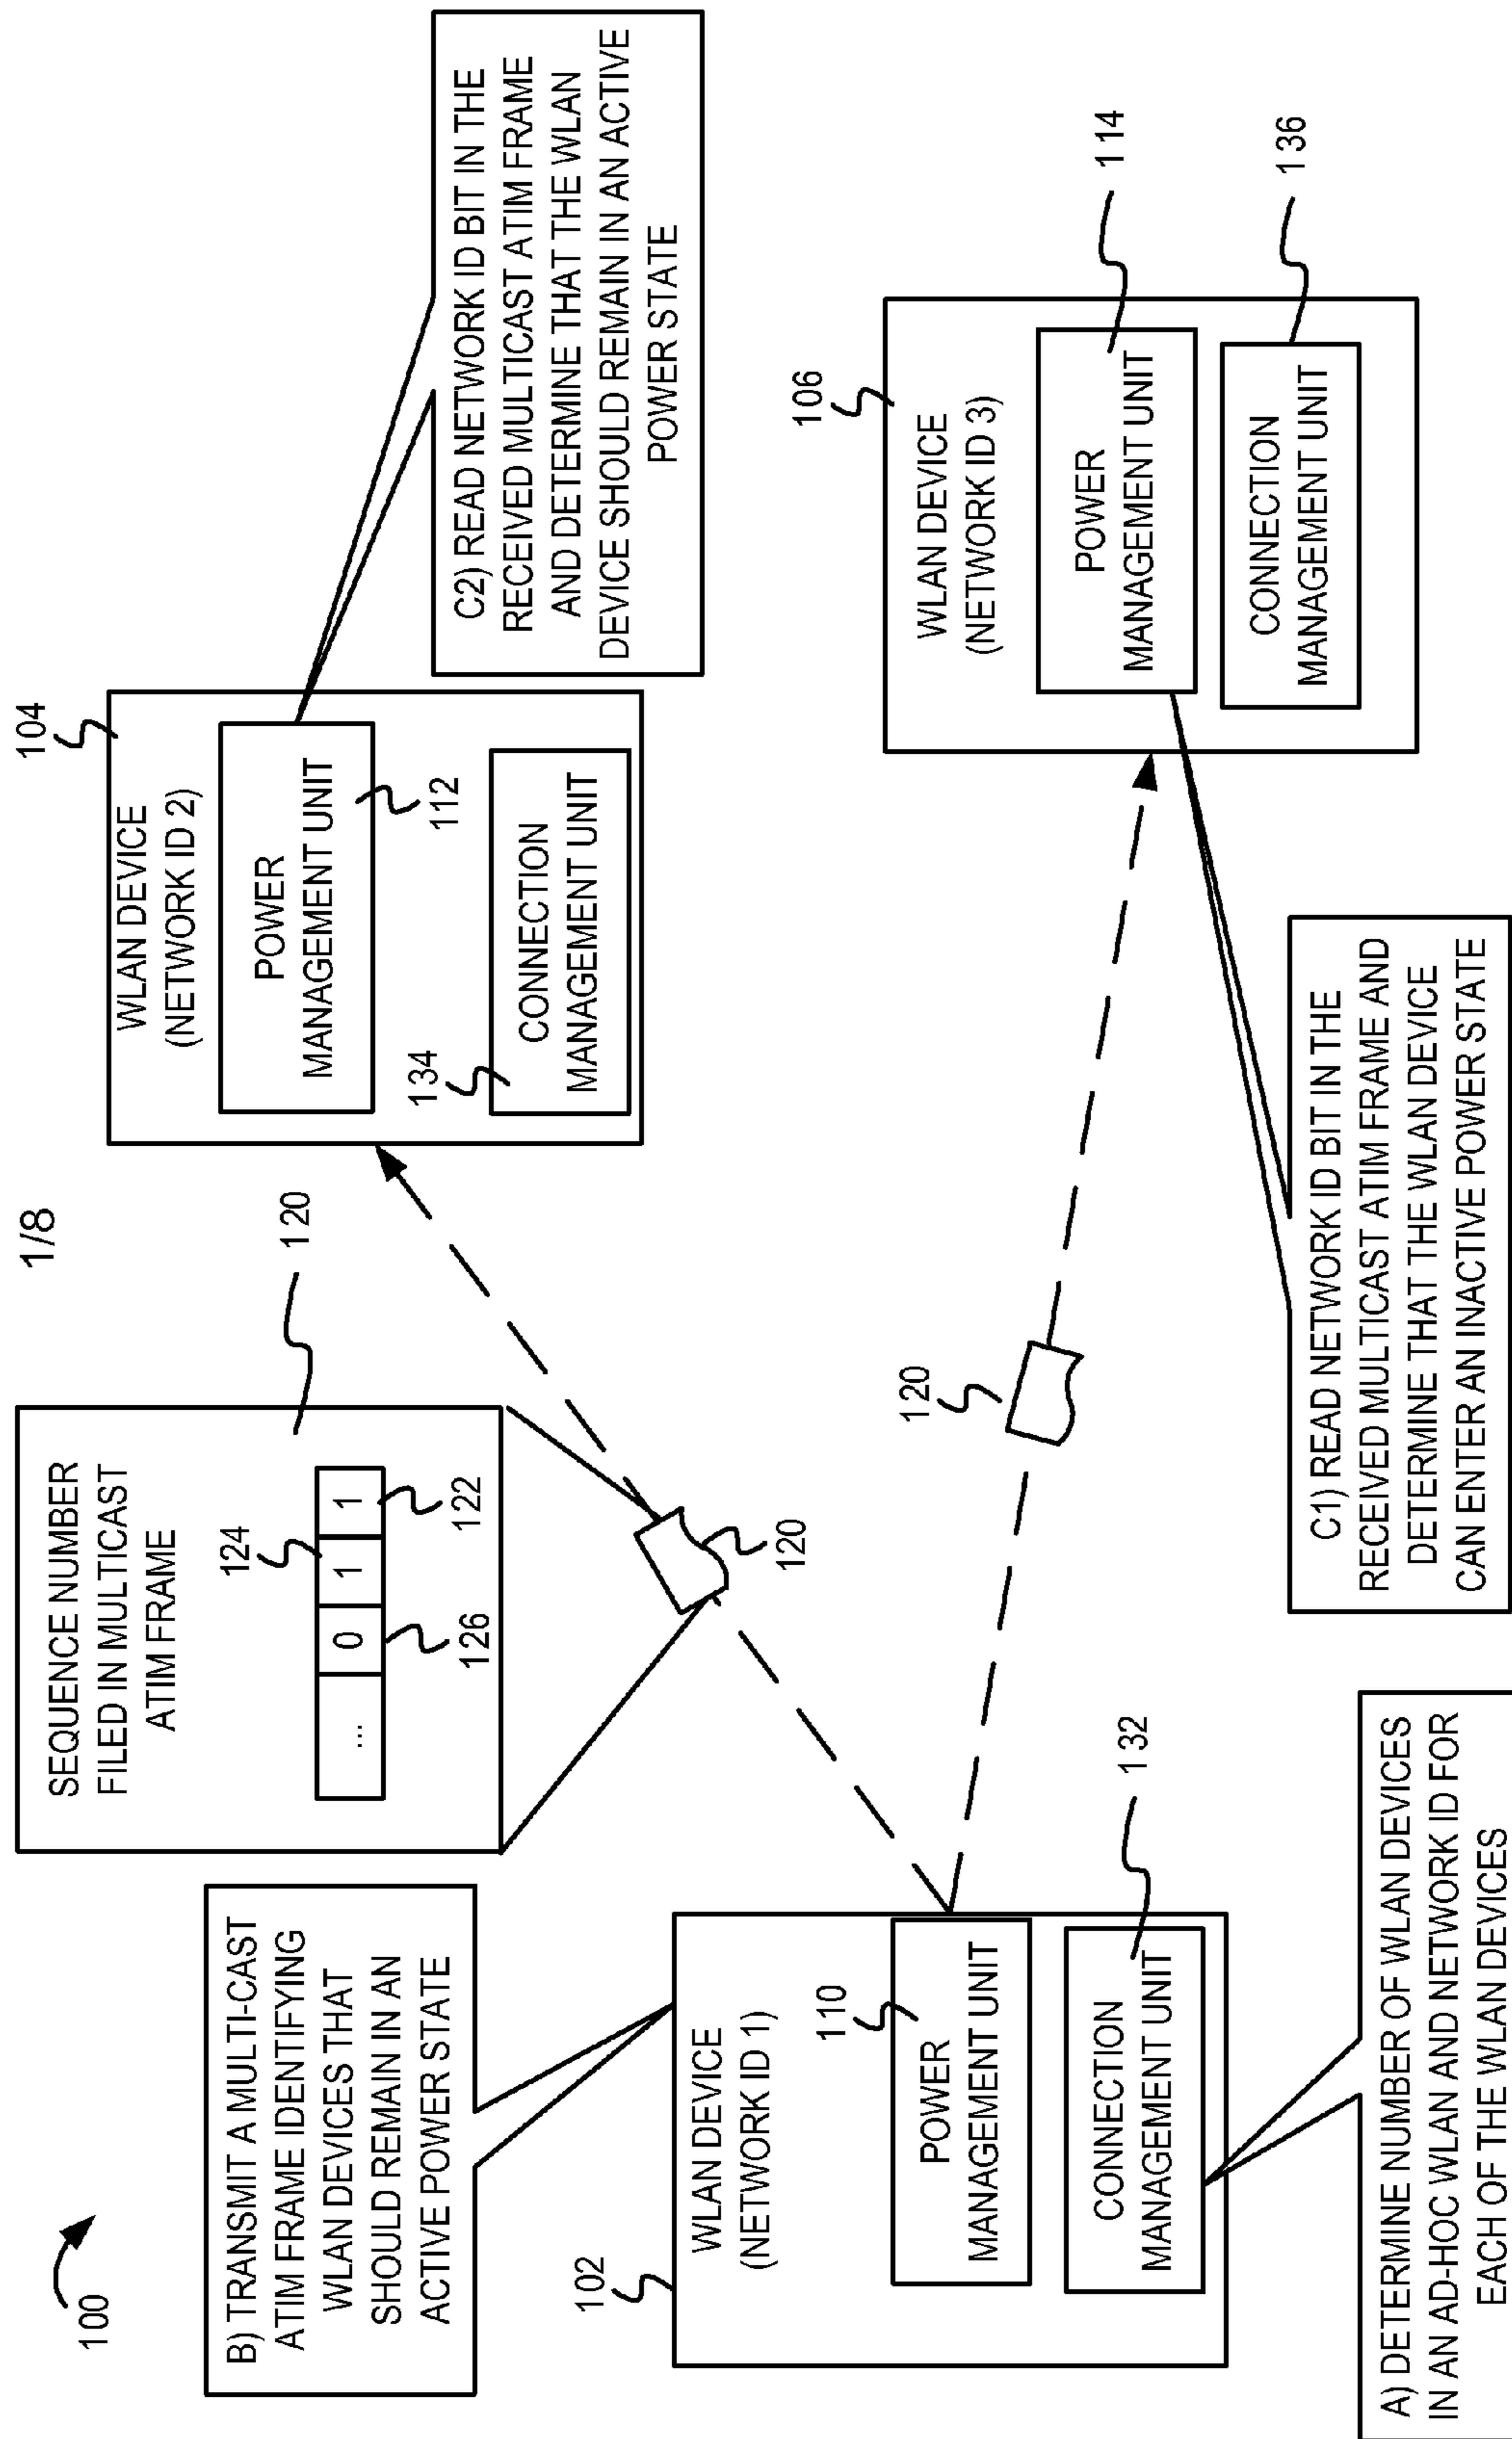 1/8
100
B) TRANSMIT A MULTI-CAST
ATIM FRAME IDENTIFYING
WLAN DEVICES THAT
SHOULD REMAIN IN AN
ACTIVE POWER STATE
SEQUENCE NUMBER
FILED IN MULTICAST
ATIM FRAME
120
124
... 0 1 1
126
122
120
104
WLAN DEVICE
(NETWORK ID 2)
POWER
MANAGEMENT UNIT
112
134
CONNECTION
MANAGEMENT UNIT
C2) READ NETWORK ID BIT IN THE
RECEIVED MULTICAST ATIM FRAME
AND DETERMINE THAT THE WLAN
DEVICE SHOULD REMAIN IN AN ACTIVE
POWER STATE
102
WLAN DEVICE
(NETWORK ID 1)
110
POWER
MANAGEMENT UNIT
CONNECTION
MANAGEMENT UNIT
132
A) DETERMINE NUMBER OF WLAN DEVICES
IN AN AD-HOC WLAN AND NETWORK ID FOR
EACH OF THE WLAN DEVICES
120
106
WLAN DEVICE
(NETWORK ID 3)
POWER
MANAGEMENT UNIT
114
CONNECTION
MANAGEMENT UNIT
136
C1) READ NETWORK ID BIT IN THE
RECEIVED MULTICAST ATIM FRAME AND
DETERMINE THAT THE WLAN DEVICE
CAN ENTER AN INACTIVE POWER STATE